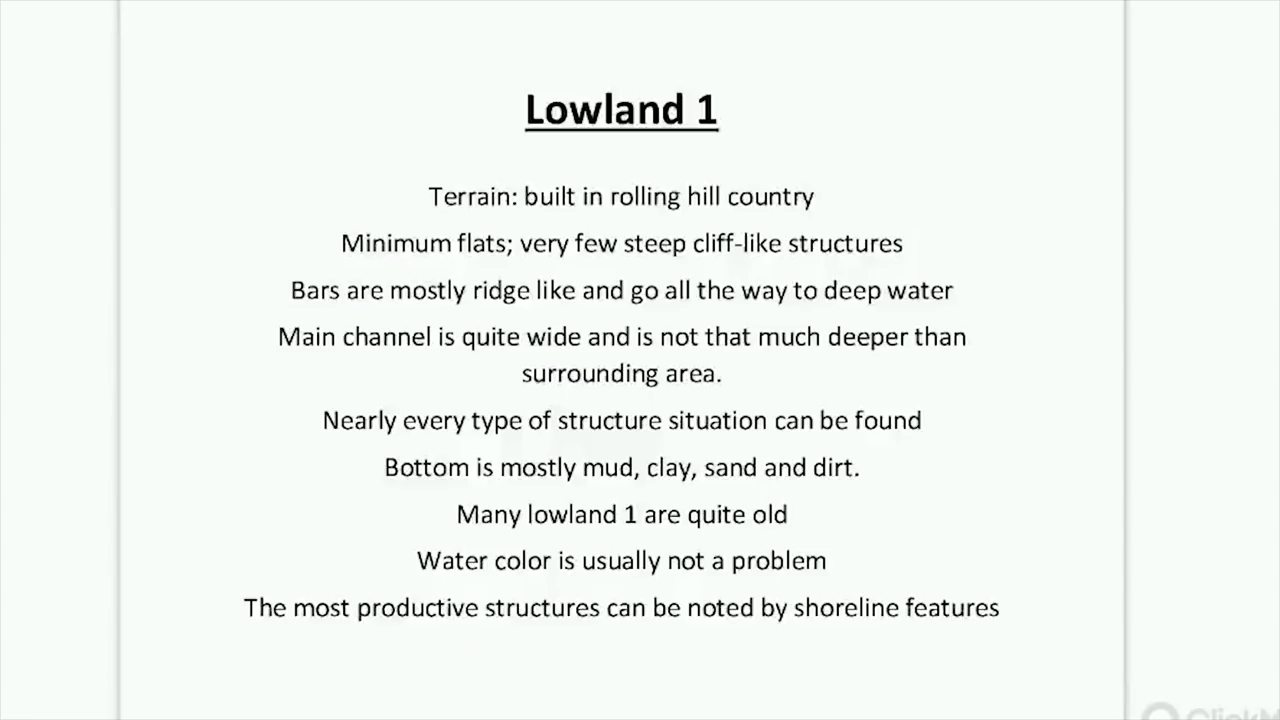 Lowland 1
Terrain: built in rolling hill country
Minimum flats; very few steep cliff-like structures
Bars are mostly ridge like and go all the way to deep water
Main channel is quite wide and is not that much deeper than
surrounding area.
Nearly every type of structure situation can be found
Bottom is mostly mud, clay, sand and dirt.
Many lowland 1 are quite old
Water color is usually not a problem
The most productive structures can be noted by shoreline features